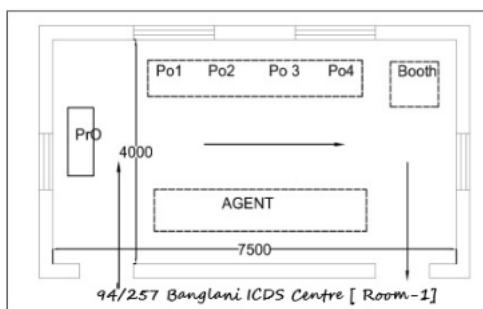 Po1 Po2 Po 3 Po4 Booth
PrO
4000
AGENT
7500
94/257 Banglani ICDS Centre [ Room-1]